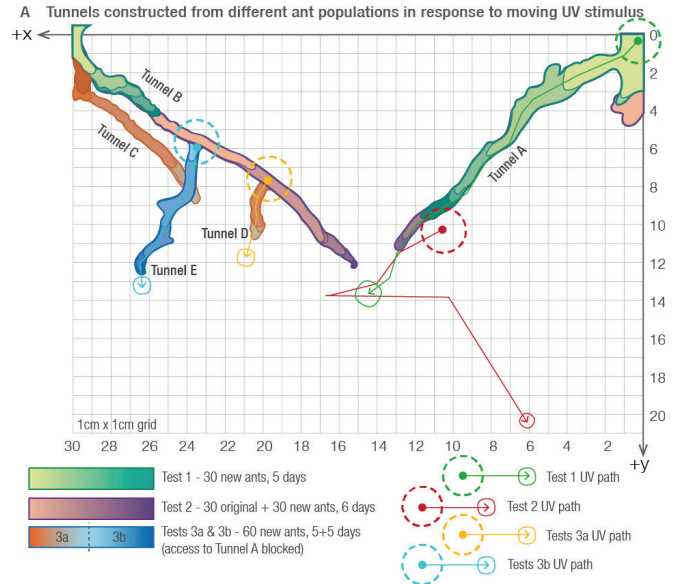 A Tunnels constructed from different ant populations in response to moving UV stimulus
+X
0
2
4
6
8
10
12
14
16
18
20
+y
Tunnel B
Tunnel C
Tunnel A
Tunnel D
Tunnel E
1cm x 1cm grid
30 28 26 24 22 20 18 16 14 12 10 8 6 4 2
Test 1 - 30 new ants, 5 days
Test 2 - 30 original + 30 new ants, 6 days
3a 3b
Tests 3a & 3b - 60 new ants, 5+5 days
(access to Tunnel A blocked)
Test 1 UV path
Test 2 UV path
Tests 3a UV path
Tests 3b UV path